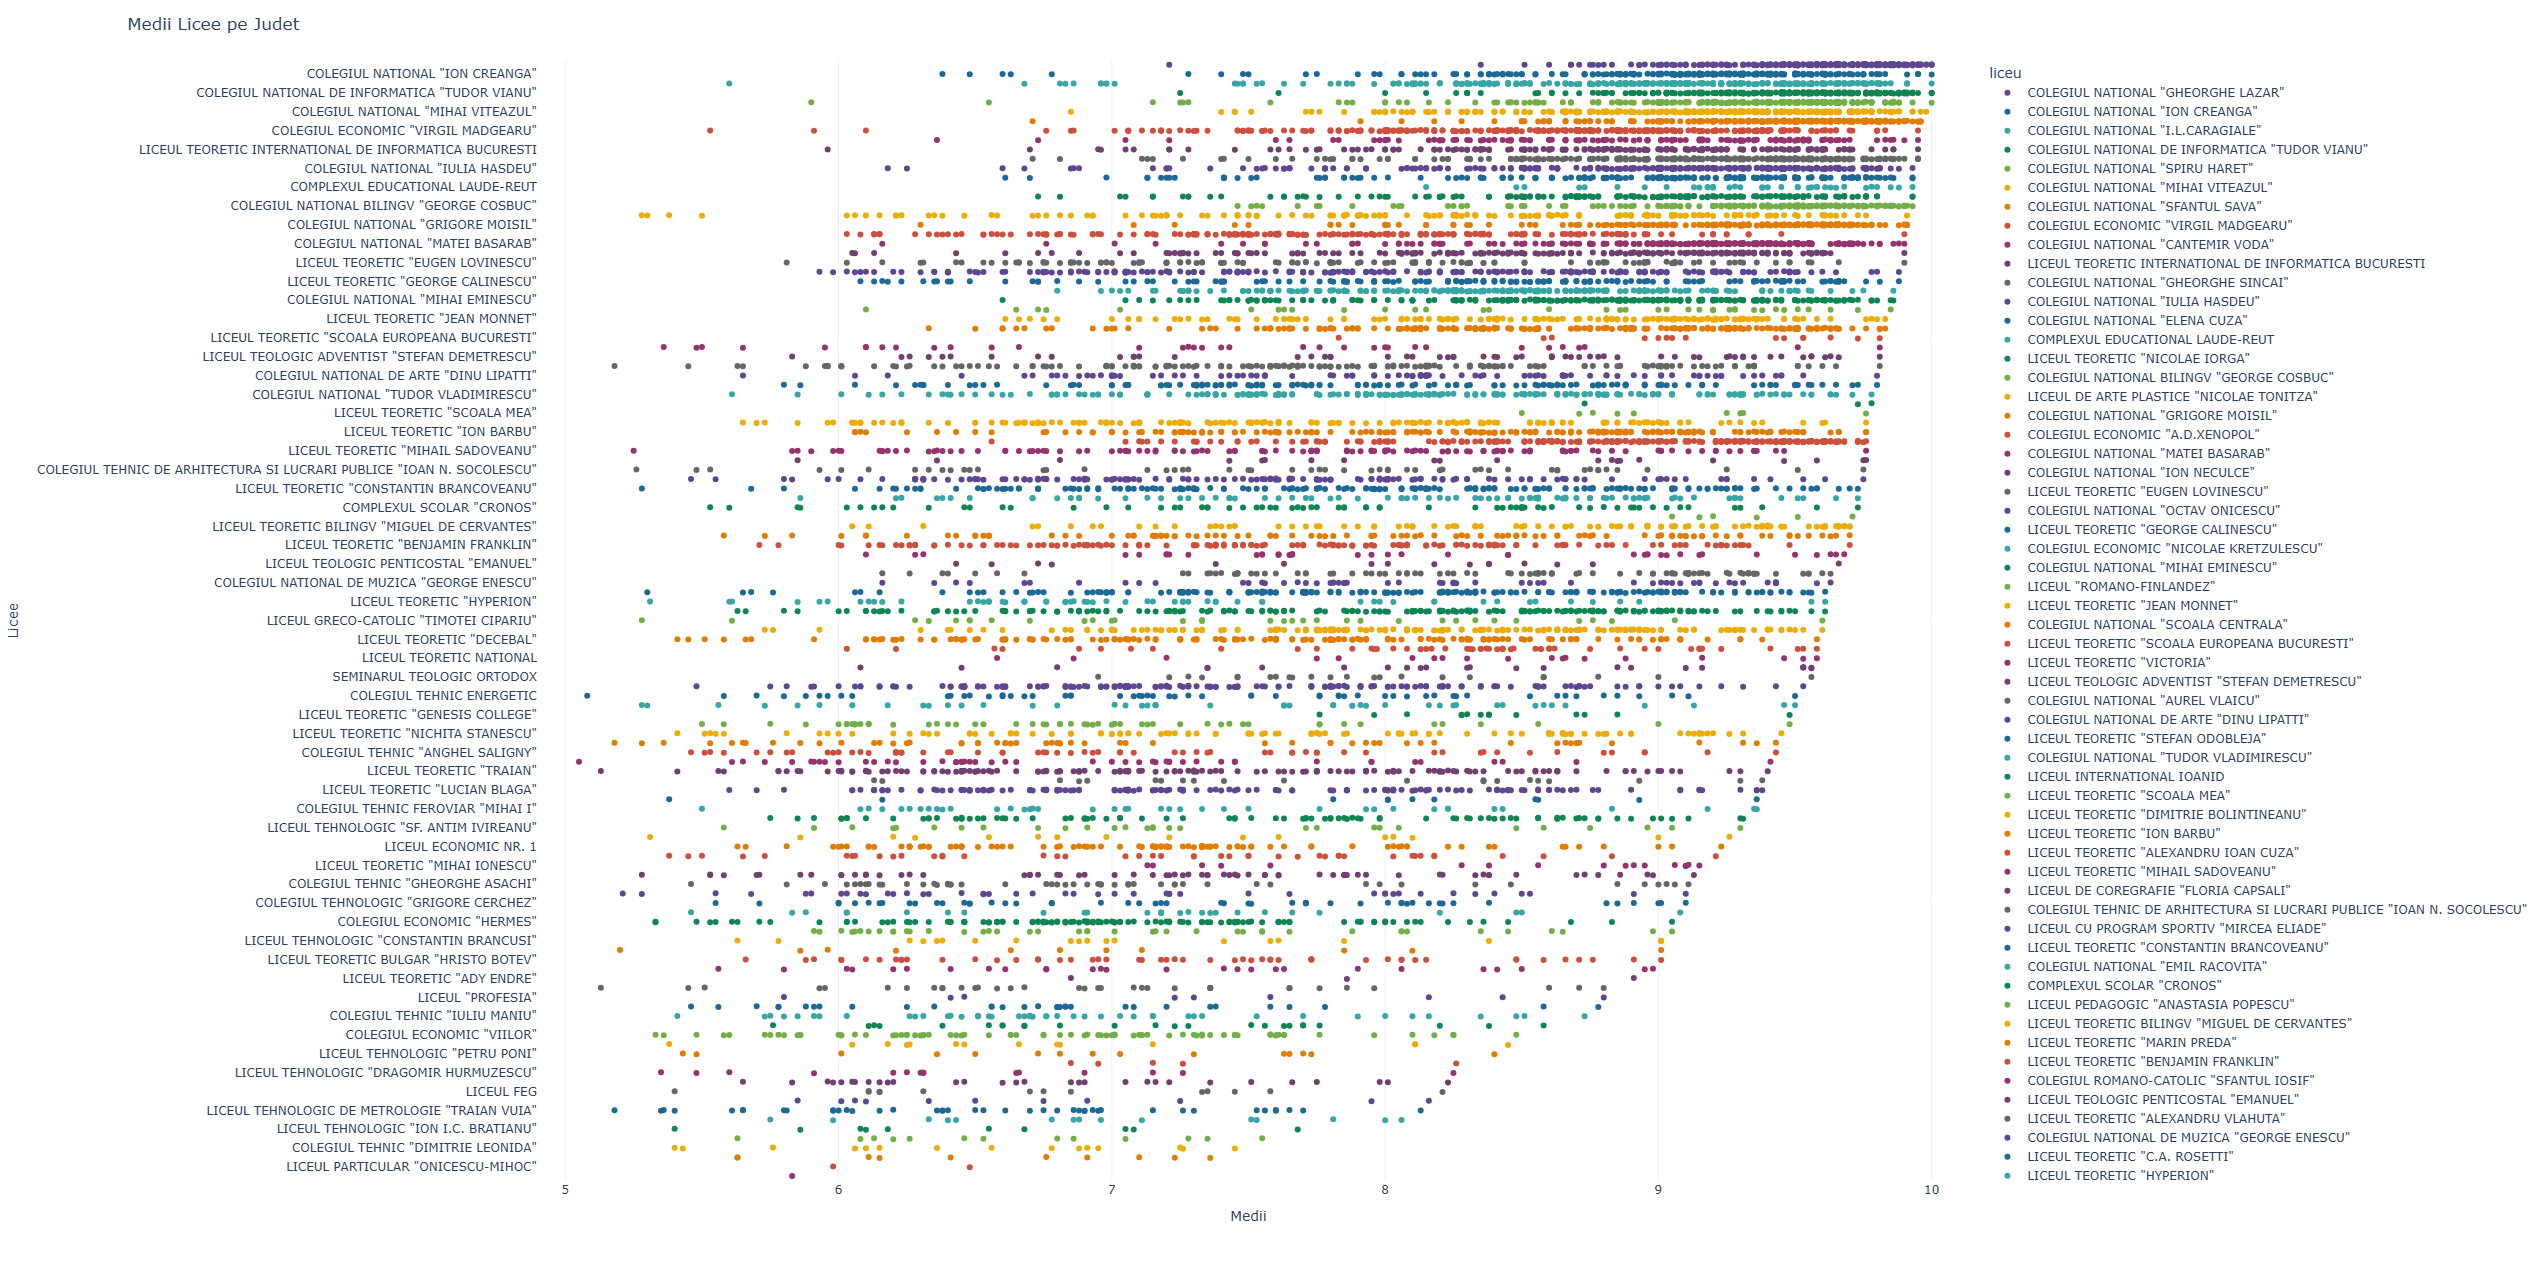 Medii Licee pe Judet
COLEGIUL NATIONAL "ION CREANGA"
COLEGIUL NATIONAL DE INFORMATICA "TUDOR VIANU"
COLEGIUL NATIONAL "MIHAI VITEAZUL"
COLEGIUL ECONOMIC "VIRGIL MADGEARU"
LICEUL TEORETIC INTERNATIONAL DE INFORMATICA BUCURESTI
COLEGIUL NATIONAL "IULIA HASDEU"
COMPLEXUL EDUCATIONAL LAUDE-REUT
COLEGIUL NATIONAL BILINGV "GEORGE COSBUC"
COLEGIUL NATIONAL "GRIGORE MOISIL"
COLEGIUL NATIONAL "MATEI BASARAB"
LICEUL TEORETIC "EUGEN LOVINESCU"
LICEUL TEORETIC "GEORGE CALINESCU"
COLEGIUL NATIONAL "MIHAI EMINESCU"
LICEUL TEORETIC "JEAN MONNET"
LICEUL TEORETIC "SCOALA EUROPEANA BUCURESTI"
LICEUL TEOLOGIC ADVENTIST "STEFAN DEMETRESCU"
COLEGIUL NATIONAL DE ARTE "DINU LIPATTI"
COLEGIUL NATIONAL "TUDOR VLADIMIRESCU"
LICEUL TEORETIC "SCOALA MEA"
LICEUL TEORETIC "ION BARBU"
LICEUL TEORETIC "MIHAIL SADOVEANU"
COLEGIUL TEHNIC DE ARHITECTURA SI LUCRARI PUBLICE "IOAN N. SOCOLESCU"
LICEUL TEORETIC "CONSTANTIN BRANCOVEANU"
COMPLEXUL SCOLAR "CRONOS"
LICEUL TEORETIC BILINGV "MIGUEL DE CERVANTES"
LICEUL TEORETIC "BENJAMIN FRANKLIN"
LICEUL TEOLOGIC PENTICOSTAL "EMANUEL"
COLEGIUL NATIONAL DE MUZICA "GEORGE ENESCU"
LICEUL TEORETIC "HYPERION"
LICEUL GRECO-CATOLIC "TIMOTEI CIPARIU"
LICEUL TEORETIC "DECEBAL"
LICEUL TEORETIC NATIONAL
SEMINARUL TEOLOGIC ORTODOX
COLEGIUL TEHNIC ENERGETIC
LICEUL TEORETIC "GENESIS COLLEGE"
LICEUL TEORETIC "NICHITA STANESCU"
COLEGIUL TEHNIC "ANGHEL SALIGNY"
LICEUL TEORETIC "TRAIAN"
LICEUL TEORETIC "LUCIAN BLAGA"
COLEGIUL TEHNIC FEROVIAR "MIHAI I"
LICEUL TEHNOLOGIC "SF. ANTIM IVIREANU"
LICEUL ECONOMIC NR. 1
LICEUL TEORETIC "MIHAI IONESCU"
COLEGIUL TEHNIC "GHEORGHE ASACHI"
COLEGIUL TEHNOLOGIC "GRIGORE CERCHEZ"
COLEGIUL ECONOMIC "HERMES"
LICEUL TEHNOLOGIC "CONSTANTIN BRANCUSI"
LICEUL TEORETIC BULGAR "HRISTO BOTEV"
LICEUL TEORETIC "ADY ENDRE"
LICEUL "PROFESIA"
COLEGIUL TEHNIC "IULIU MANIU"
COLEGIUL ECONOMIC "VIILOR"
LICEUL TEHNOLOGIC "PETRU PONI"
LICEUL TEHNOLOGIC "DRAGOMIR HURMUZESCU"
LICEUL FEG
LICEUL TEHNOLOGIC DE METROLOGIE "TRAIAN VUIA"
LICEUL TEHNOLOGIC "ION I.C. BRATIANU"
COLEGIUL TEHNIC "DIMITRIE LEONIDA"
LICEUL PARTICULAR "ONICESCU-MIHOC"
Licee
5 6 7 8 9 10
Medii
liceu
COLEGIUL NATIONAL "GHEORGHE LAZAR"
COLEGIUL NATIONAL "ION CREANGA"
COLEGIUL NATIONAL "I.L.CARAGIALE"
COLEGIUL NATIONAL DE INFORMATICA "TUDOR VIANU"
COLEGIUL NATIONAL "SPIRU HARET"
COLEGIUL NATIONAL "MIHAI VITEAZUL"
COLEGIUL NATIONAL "SFANTUL SAVA"
COLEGIUL ECONOMIC "VIRGIL MADGEARU"
COLEGIUL NATIONAL "CANTEMIR VODA"
LICEUL TEORETIC INTERNATIONAL DE INFORMATICA BUCURESTI
COLEGIUL NATIONAL "GHEORGHE SINCAI"
COLEGIUL NATIONAL "IULIA HASDEU"
COLEGIUL NATIONAL "ELENA CUZA"
COMPLEXUL EDUCATIONAL LAUDE-REUT
LICEUL TEORETIC "NICOLAE IORGA"
COLEGIUL NATIONAL BILINGV "GEORGE COSBUC"
LICEUL DE ARTE PLASTICE "NICOLAE TONITZA"
COLEGIUL NATIONAL "GRIGORE MOISIL"
COLEGIUL ECONOMIC "A.D.XENOPOL"
COLEGIUL NATIONAL "MATEI BASARAB"
COLEGIUL NATIONAL "ION NECULCE"
LICEUL TEORETIC "EUGEN LOVINESCU"
COLEGIUL NATIONAL "OCTAV ONICESCU"
LICEUL TEORETIC "GEORGE CALINESCU"
COLEGIUL ECONOMIC "NICOLAE KRETZULESCU"
COLEGIUL NATIONAL "MIHAI EMINESCU"
LICEUL "ROMANO-FINLANDEZ"
LICEUL TEORETIC "JEAN MONNET"
COLEGIUL NATIONAL "SCOALA CENTRALA"
LICEUL TEORETIC "SCOALA EUROPEANA BUCURESTI"
LICEUL TEORETIC "VICTORIA"
LICEUL TEOLOGIC ADVENTIST "STEFAN DEMETRESCU"
COLEGIUL NATIONAL "AUREL VLAICU"
COLEGIUL NATIONAL DE ARTE "DINU LIPATTI"
LICEUL TEORETIC "STEFAN ODOBLEJA"
COLEGIUL NATIONAL "TUDOR VLADIMIRESCU"
LICEUL INTERNATIONAL IOANID
LICEUL TEORETIC "SCOALA MEA"
LICEUL TEORETIC "DIMITRIE BOLINTINEANU"
LICEUL TEORETIC "ION BARBU"
LICEUL TEORETIC "ALEXANDRU IOAN CUZA"
LICEUL TEORETIC "MIHAIL SADOVEANU"
LICEUL DE COREGRAFIE "FLORIA CAPSALI"
COLEGIUL TEHNIC DE ARHITECTURA SI LUCRARI PUBLICE "IOAN N. SOCOLESCU"
LICEUL CU PROGRAM SPORTIV "MIRCEA ELIADE"
LICEUL TEORETIC "CONSTANTIN BRANCOVEANU"
COLEGIUL NATIONAL "EMIL RACOVITA"
COMPLEXUL SCOLAR "CRONOS"
LICEUL PEDAGOGIC "ANASTASIA POPESCU"
LICEUL TEORETIC BILINGV "MIGUEL DE CERVANTES"
LICEUL TEORETIC "MARIN PREDA"
LICEUL TEORETIC "BENJAMIN FRANKLIN"
COLEGIUL ROMANO-CATOLIC "SFANTUL IOSIF"
LICEUL TEOLOGIC PENTICOSTAL "EMANUEL"
LICEUL TEORETIC "ALEXANDRU VLAHUTA"
COLEGIUL NATIONAL DE MUZICA "GEORGE ENESCU"
LICEUL TEORETIC "C.A. ROSETTI"
LICEUL TEORETIC "HYPERION"